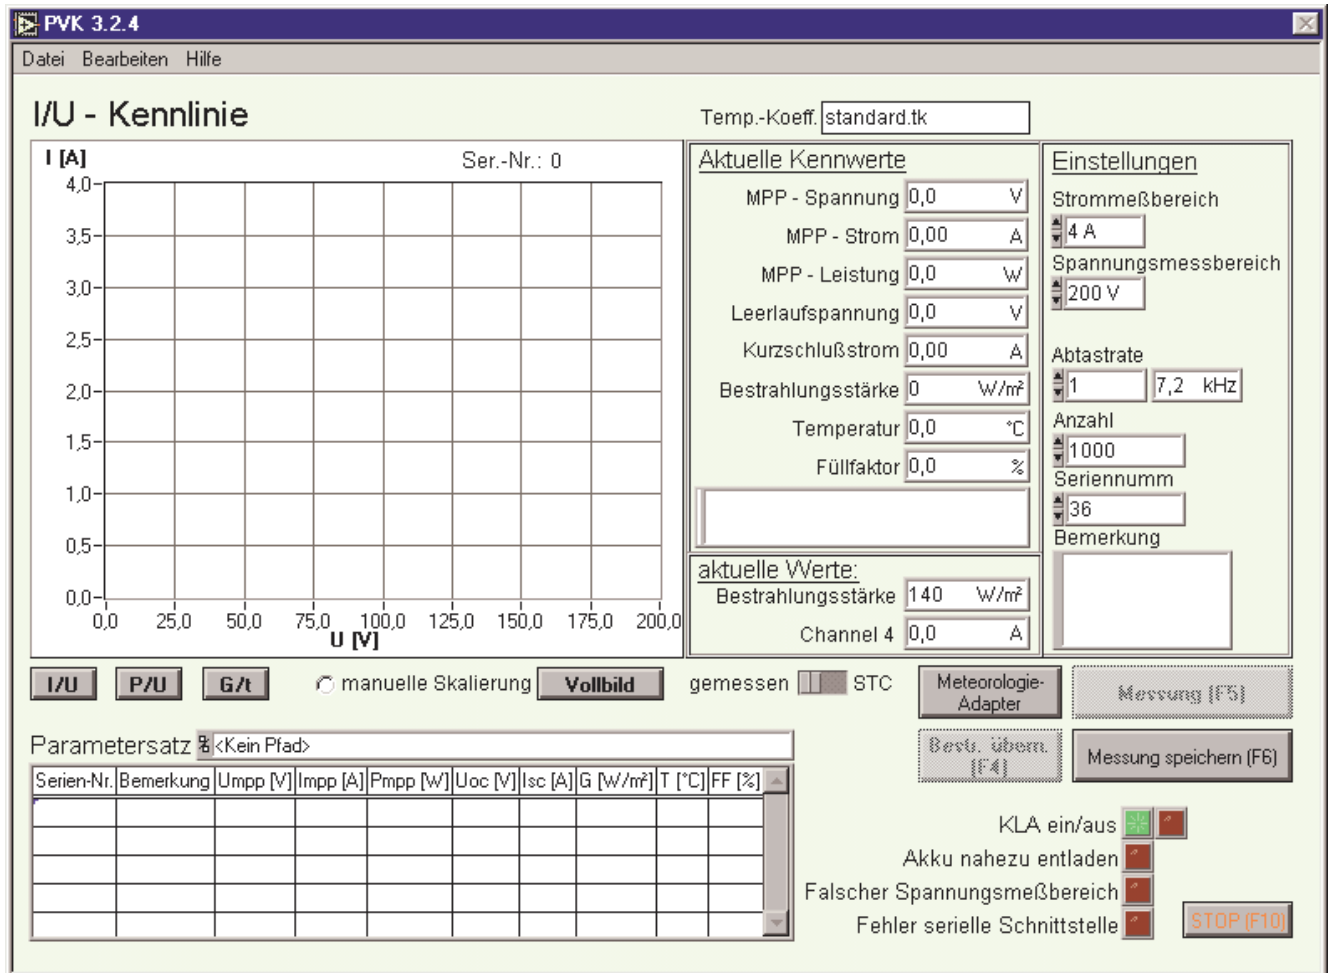 PVK 3.2.4
Datei Bearbeiten Hilfe
I/U - Kennlinie
Temp.-Koeff. standard.tk
I [A]
Ser.-Nr.: 0
4,0
3,5
3,0
2,5
2,0
1,5
1,0
0,5
0,0
0,0 25,0 50,0 75,0 100,0 125,0 150,0 175,0 200,0
U [V]
Aktuelle Kennwerte
MPP - Spannung 0,0 V
MPP - Strom 0,00 A
MPP - Leistung 0,0 W
Leerlaufspannung 0,0 V
Kurzschlußstrom 0,00 A
Bestrahlungsstärke 0 W/m²
Temperatur 0,0 °C
Füllfaktor 0,0 %
aktuelle Werte:
Bestrahlungsstärke 140 W/m²
Channel 4 0,0 A
Einstellungen
Strommeßbereich
4 A
Spannungsmessbereich
200 V
Abtastrate
1 7,2 kHz
Anzahl
1000
Seriennumm
36
Bemerkung
I/U P/U G/t manuelle Skalierung Vollbild gemessen STC
Meteorologie-
Adapter
Messung (F5)
Parametersatz % <Kein Pfad>
Bestr. übern.
(F4)
Messung speichern (F6)
Serien-Nr. Bemerkung Umpp [V] Impp [A] Pmpp [W] Uoc [V] Isc [A] G [W/m²] T [°C] FF [%]
KLA ein/aus
Akku nahezu entladen
Falscher Spannungsmeßbereich
Fehler serielle Schnittstelle
STOP (F10)